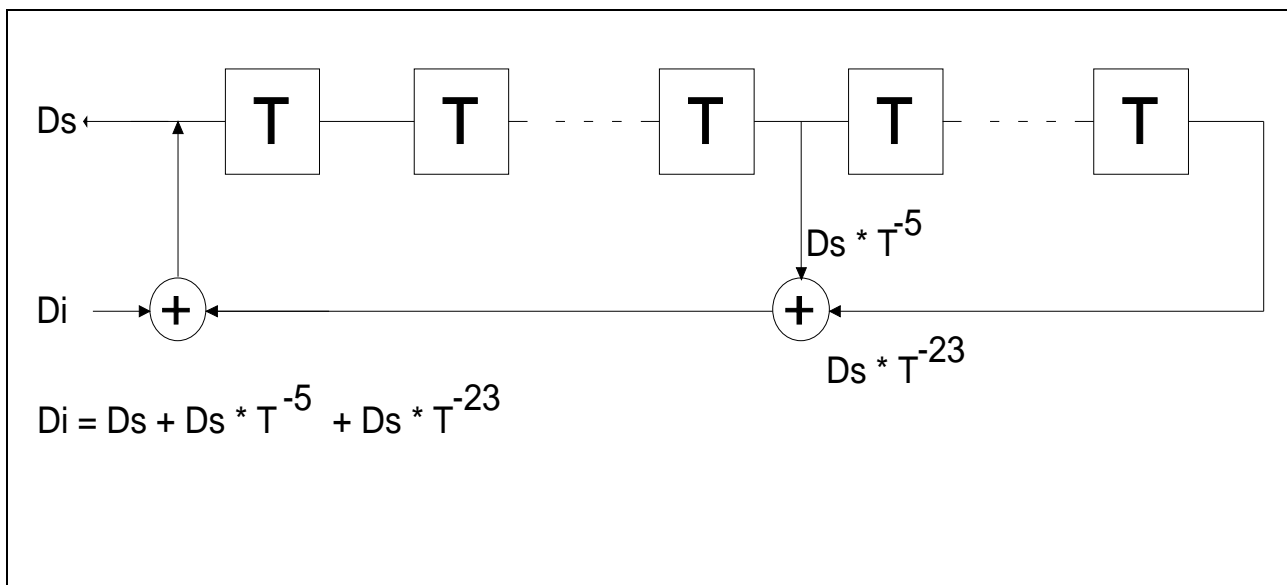 Ds T T T T T
Ds * T^-5
Di + +
Ds * T^-23
Di = Ds + Ds * T^-5 + Ds * T^-23